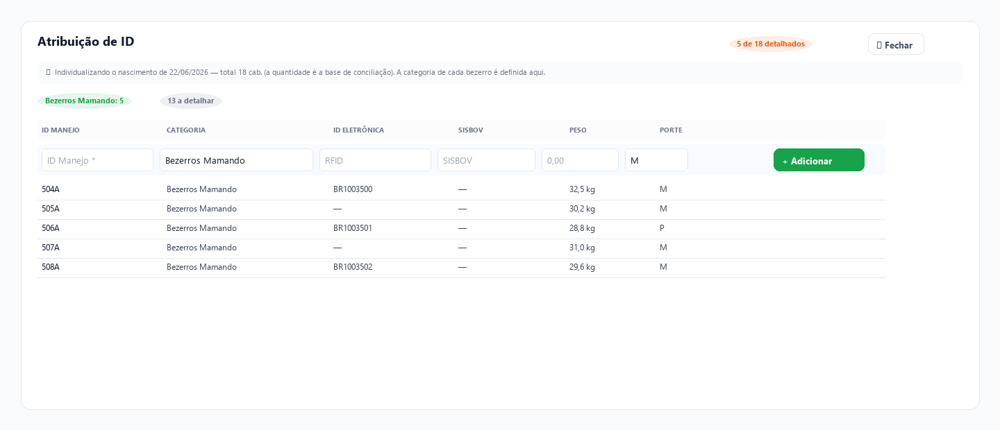 Atribuição de ID
5 de 18 detalhados
Fechar
Individualizando o nascimento de 22/06/2026 — total 18 cab. (a quantidade é a base de conciliação). A categoria de cada bezerro é definida aqui.
Bezerros Mamando: 5
13 a detalhar
ID MANEJO CATEGORIA ID ELETRÔNICA SISBOV PESO PORTE
ID Manejo * Bezerros Mamando RFID SISBOV 0,00 M + Adicionar
504A Bezerros Mamando BR1003500 — 32,5 kg M
505A Bezerros Mamando — — 30,2 kg M
506A Bezerros Mamando BR1003501 — 28,8 kg P
507A Bezerros Mamando — — 31,0 kg M
508A Bezerros Mamando BR1003502 — 29,6 kg M